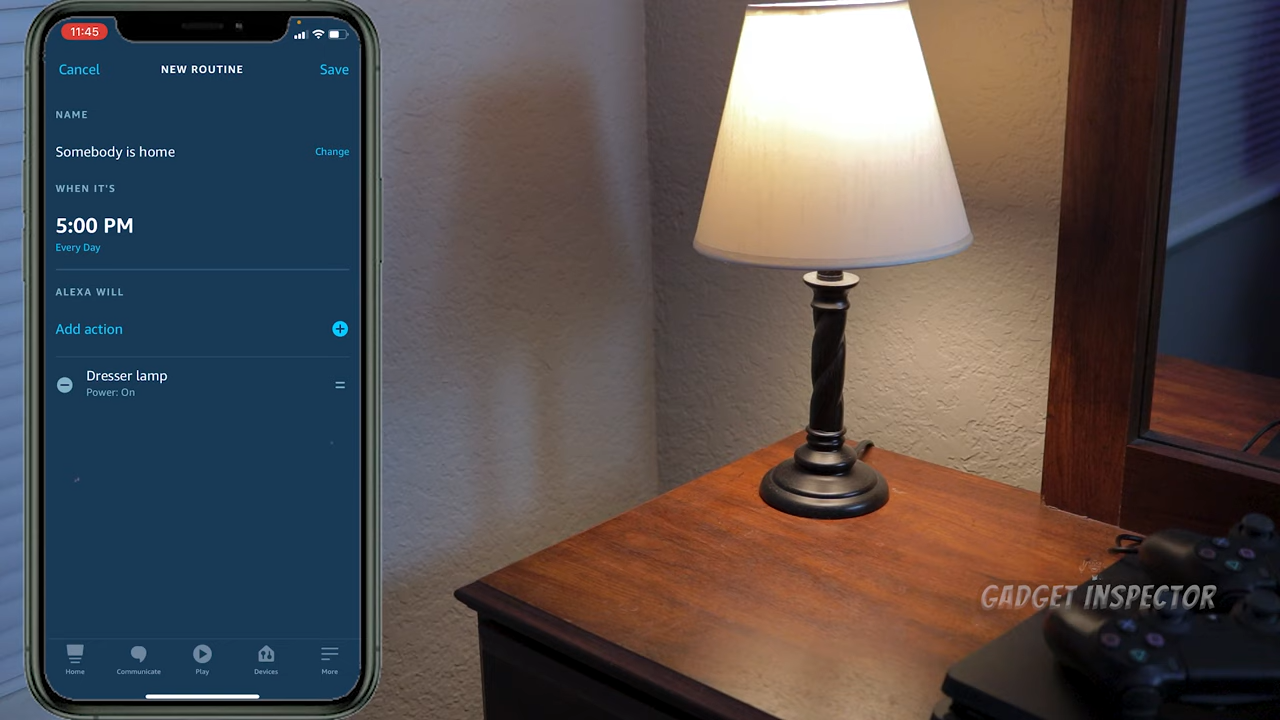 11:45
Cancel NEW ROUTINE Save
NAME
Somebody is home Change
WHEN IT'S
5:00 PM
Every Day
ALEXA WILL
Add action
Dresser lamp
Power: On
Home Communicate Play Devices More
GADGET INSPECTOR